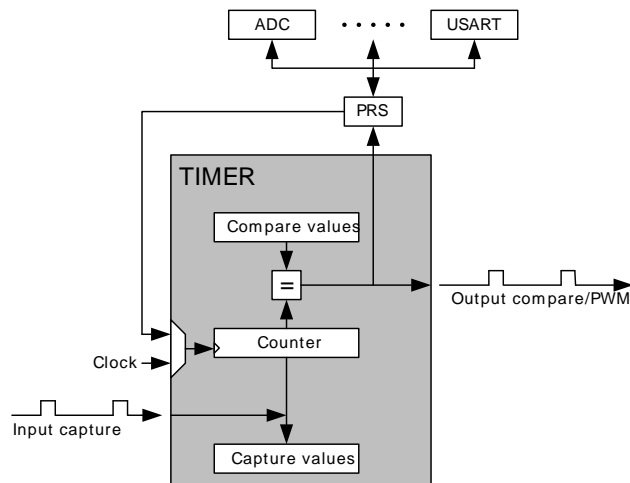 ADC
USART
PRS
TIMER
Compare values
=
Output compare/PWM
Counter
Clock
Input capture
Capture values